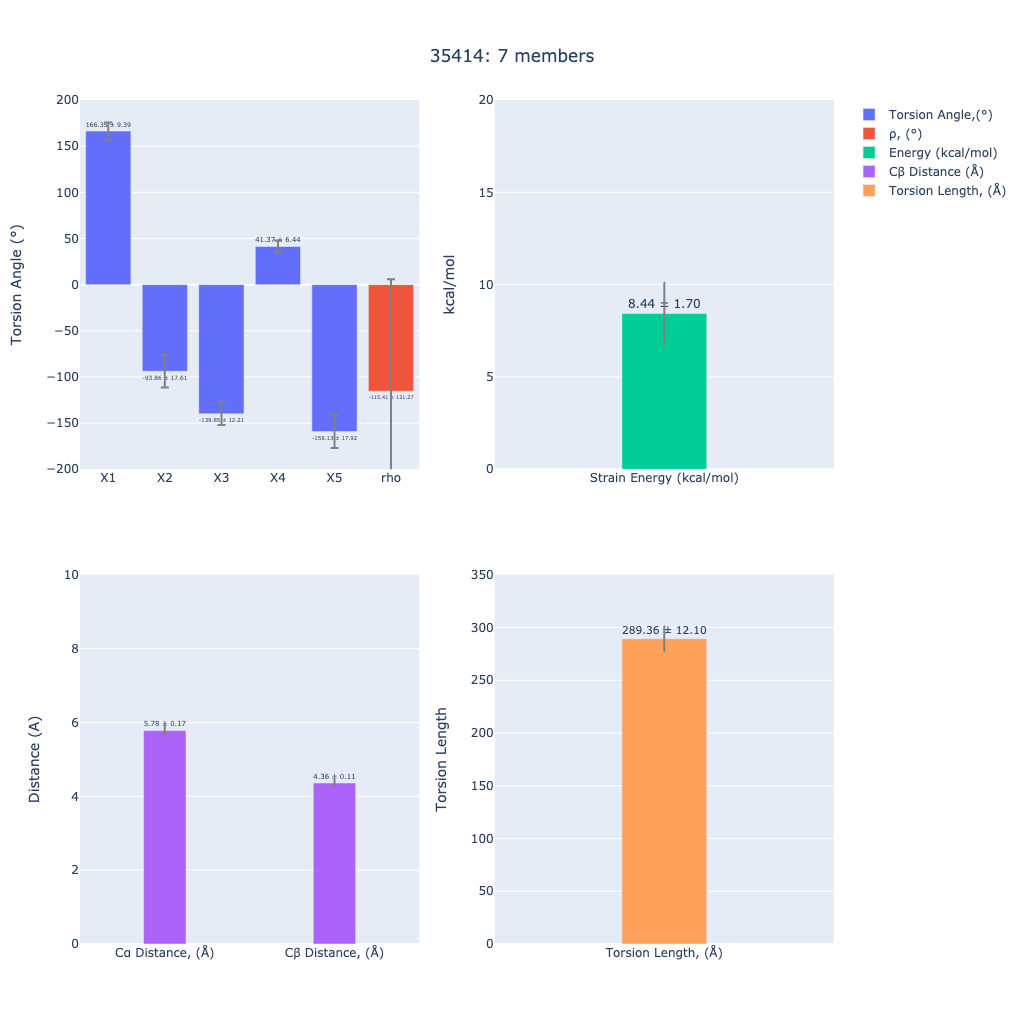 35414: 7 members
Torsion Angle (°)
200
150
100
50
0
−50
−100
−150
−200
166.35 ± 9.39
-93.86 ± 17.61
-139.85 ± 12.21
41.37 ± 6.44
-159.13 ± 17.92
-115.41 ± 121.27
X1 X2 X3 X4 X5 rho
kcal/mol
20
15
10
5
0
8.44 ± 1.70
Strain Energy (kcal/mol)
Torsion Angle,(°)
ρ, (°)
Energy (kcal/mol)
Cβ Distance (Å)
Torsion Length, (Å)
Distance (A)
10
8
6
4
2
0
5.78 ± 0.17
4.36 ± 0.11
Cα Distance, (Å) Cβ Distance, (Å)
Torsion Length
350
300
250
200
150
100
50
0
289.36 ± 12.10
Torsion Length, (Å)